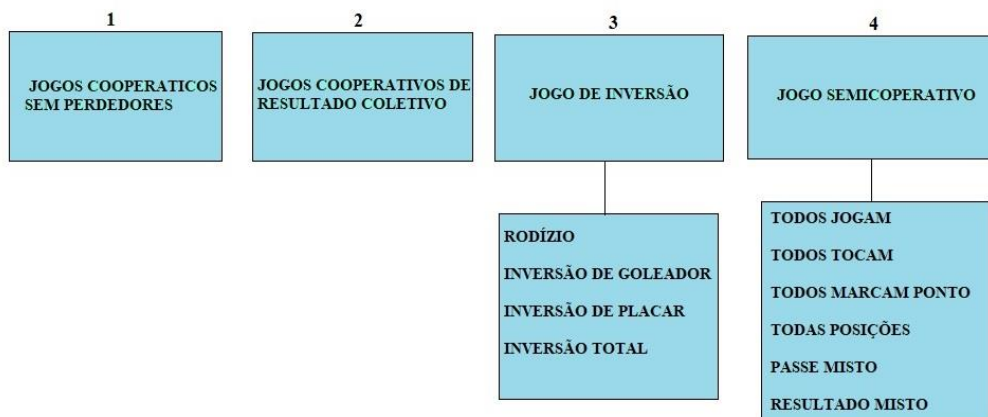 1
JOGOS COOPERATICOS
SEM PERDEDORES
2
JOGOS COOPERATIVOS DE
RESULTADO COLETIVO
3
JOGO DE INVERSÃO
RODÍZIO
INVERSÃO DE GOLEADOR
INVERSÃO DE PLACAR
INVERSÃO TOTAL
4
JOGO SEMICOPERATIVO
TODOS JOGAM
TODOS TOCAM
TODOS MARCAM PONTO
TODAS POSIÇÕES
PASSE MISTO
RESULTADO MISTO